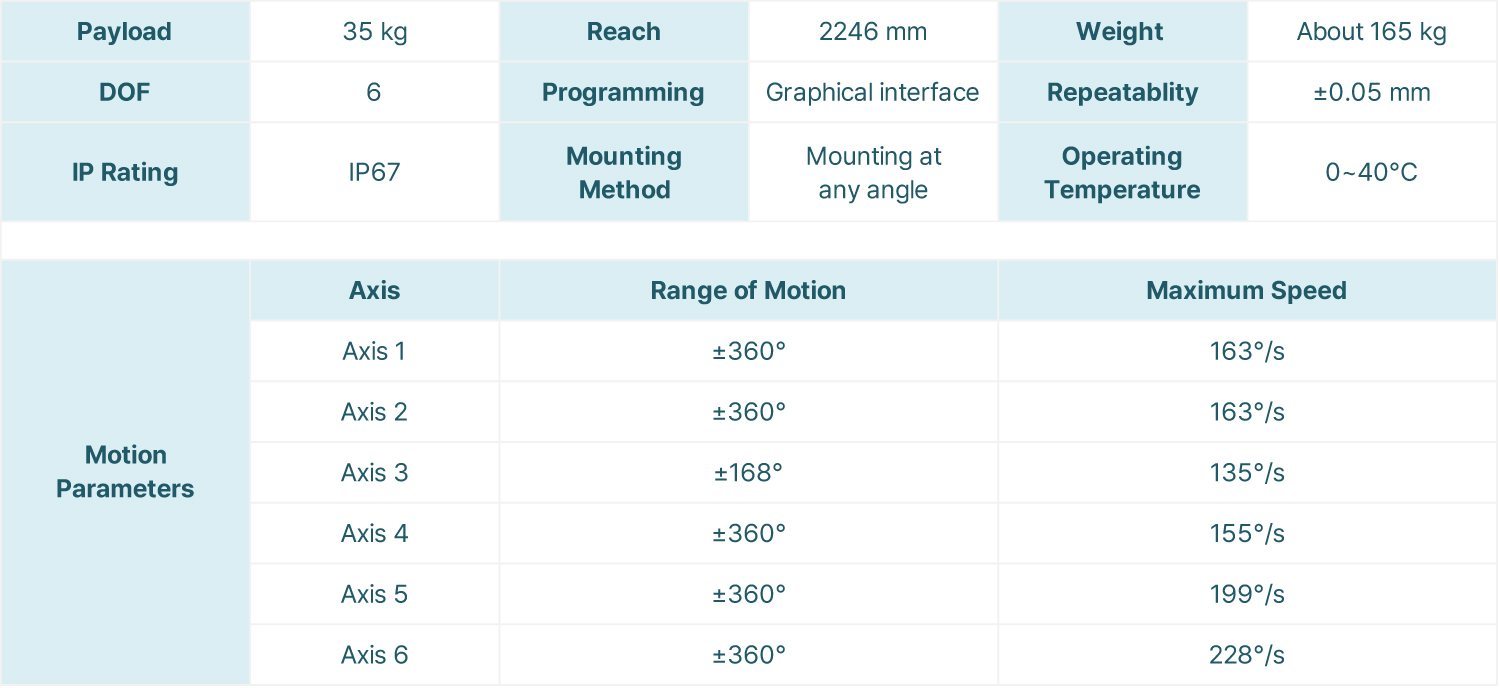 Payload 35 kg Reach 2246 mm Weight About 165 kg
DOF 6 Programming Graphical interface Repeatablity ±0.05 mm
IP Rating IP67 Mounting Method Mounting at any angle Operating Temperature 0~40°C
Axis Range of Motion Maximum Speed
Motion Parameters
Axis 1 ±360° 163°/s
Axis 2 ±360° 163°/s
Axis 3 ±168° 135°/s
Axis 4 ±360° 155°/s
Axis 5 ±360° 199°/s
Axis 6 ±360° 228°/s